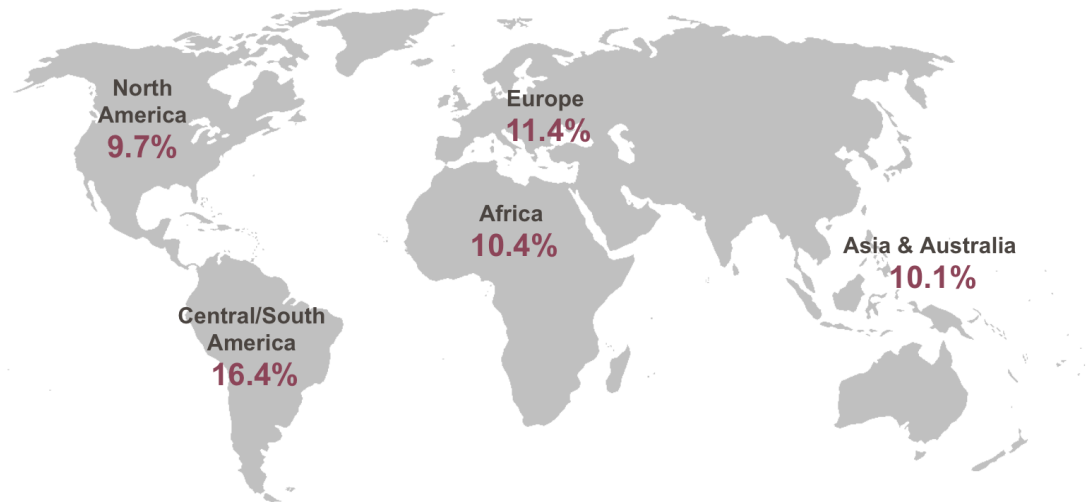 North
America
9.7%
Europe
11.4%
Africa
10.4%
Asia & Australia
10.1%
Central/South
America
16.4%